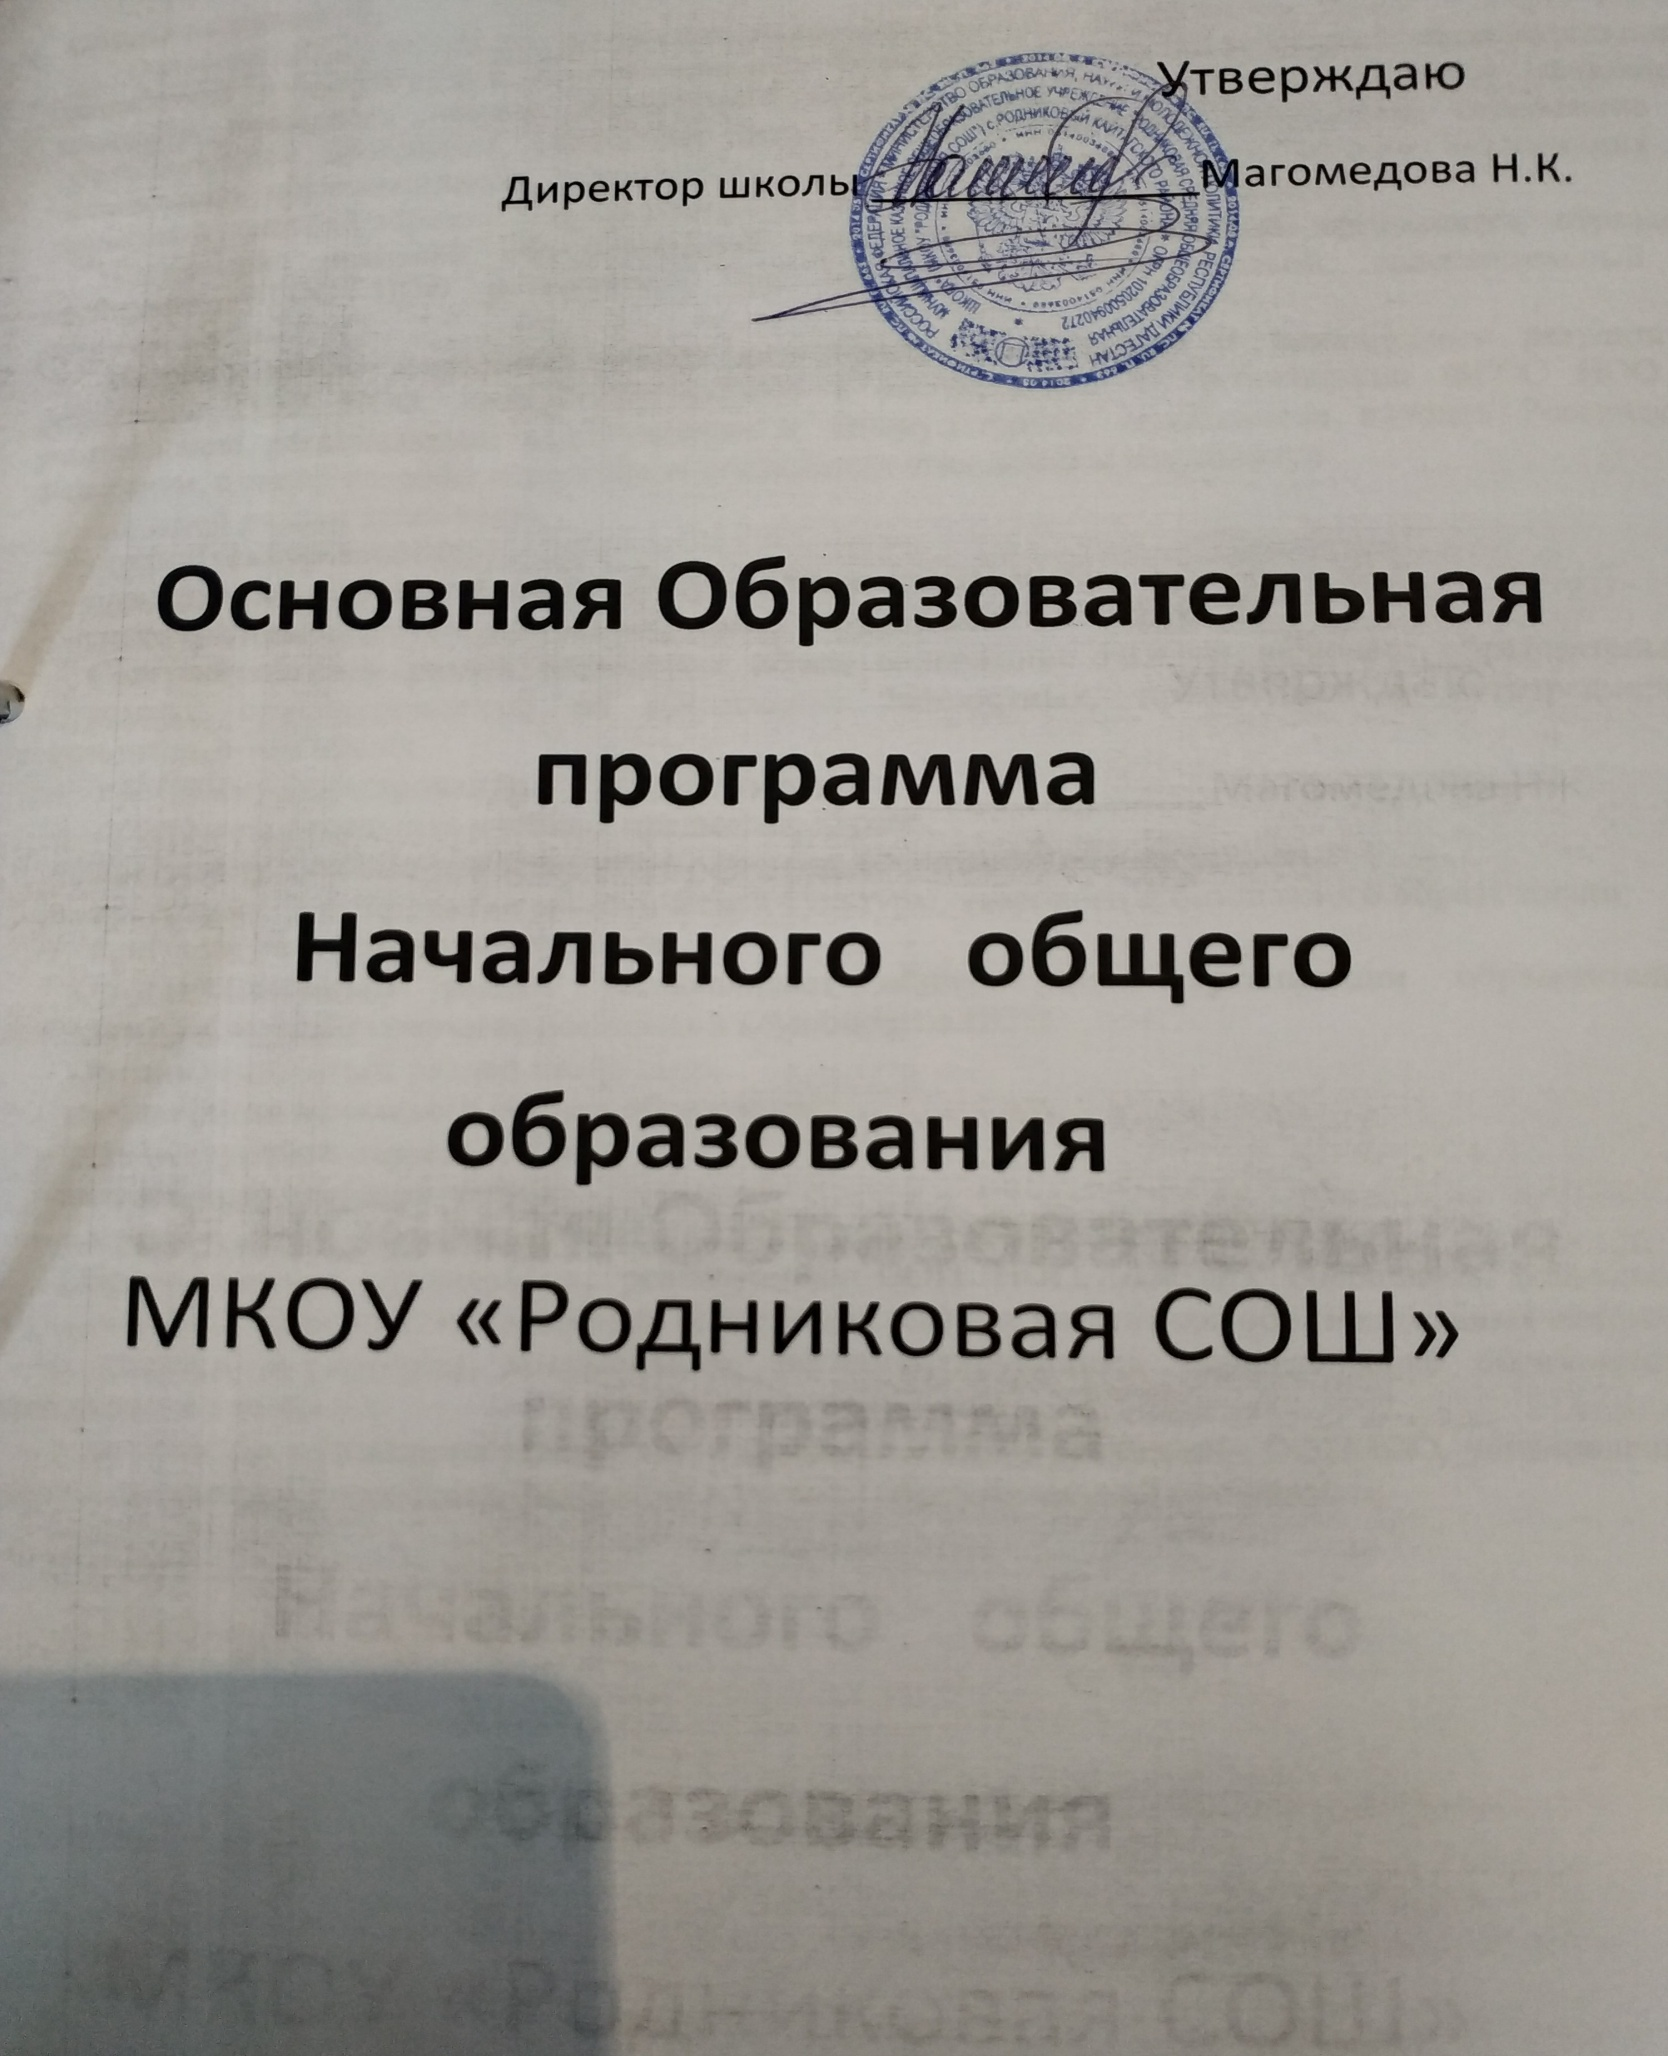 Утверждаю
Директор школы Магомедова Н.К.
Основная Образовательная
программа
Начального общего
образования
МКОУ «Родниковая СОШ»